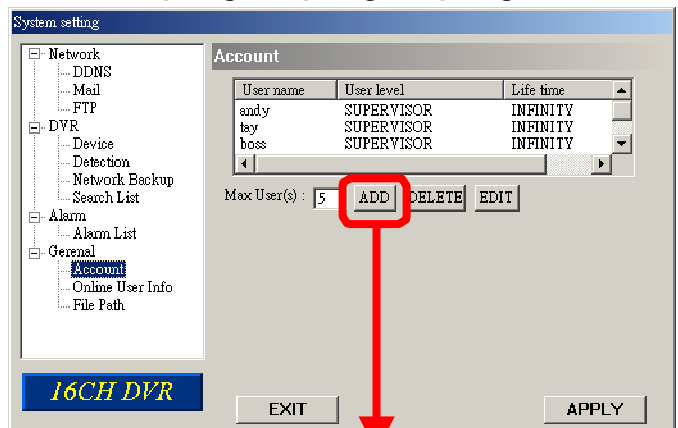 System setting
Network
DDNS
Mail
FTP
DVR
Device
Detection
Network Backup
Search List
Alarm
Alarm List
Gerenal
Account
Online User Info
File Path
16CH DVR
Account
User name User level Life time
andy SUPERVISOR INFINITY
tay SUPERVISOR INFINITY
boss SUPERVISOR INFINITY
Max User(s) : 5 ADD DELETE EDIT
EXIT APPLY